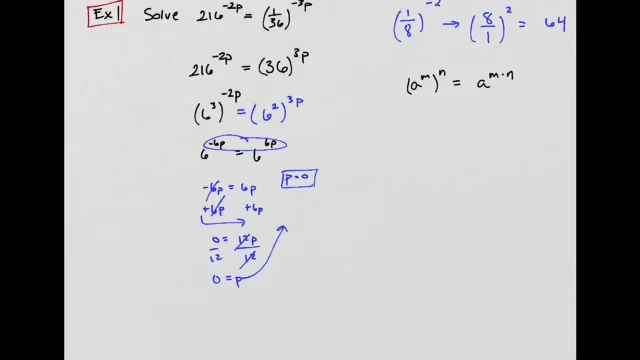 Ex 1 Solve 216^{-2p} = (1/36)^{-3p}
216^{-2p} = (36)^{3p}
(6^3)^{-2p} = (6^2)^{3p}
6^{-6p} = 6^{6p}
-6p = 6p
+6p +6p
0/12 = 12p/12
0 = p
p=0
(1/8)^{-2} → (8/1)^2 = 64
(a^m)^n = a^{m·n}